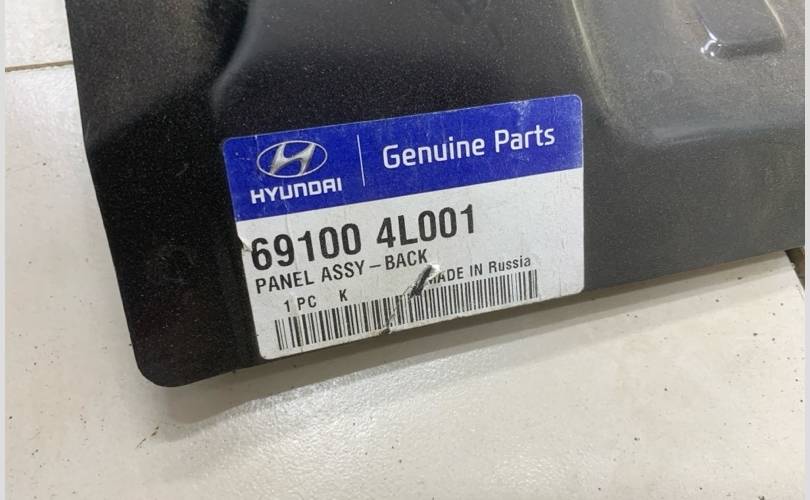 HYUNDAI
Genuine Parts
69100 4L001
PANEL ASSY-BACK
1 PC K MADE IN Russia